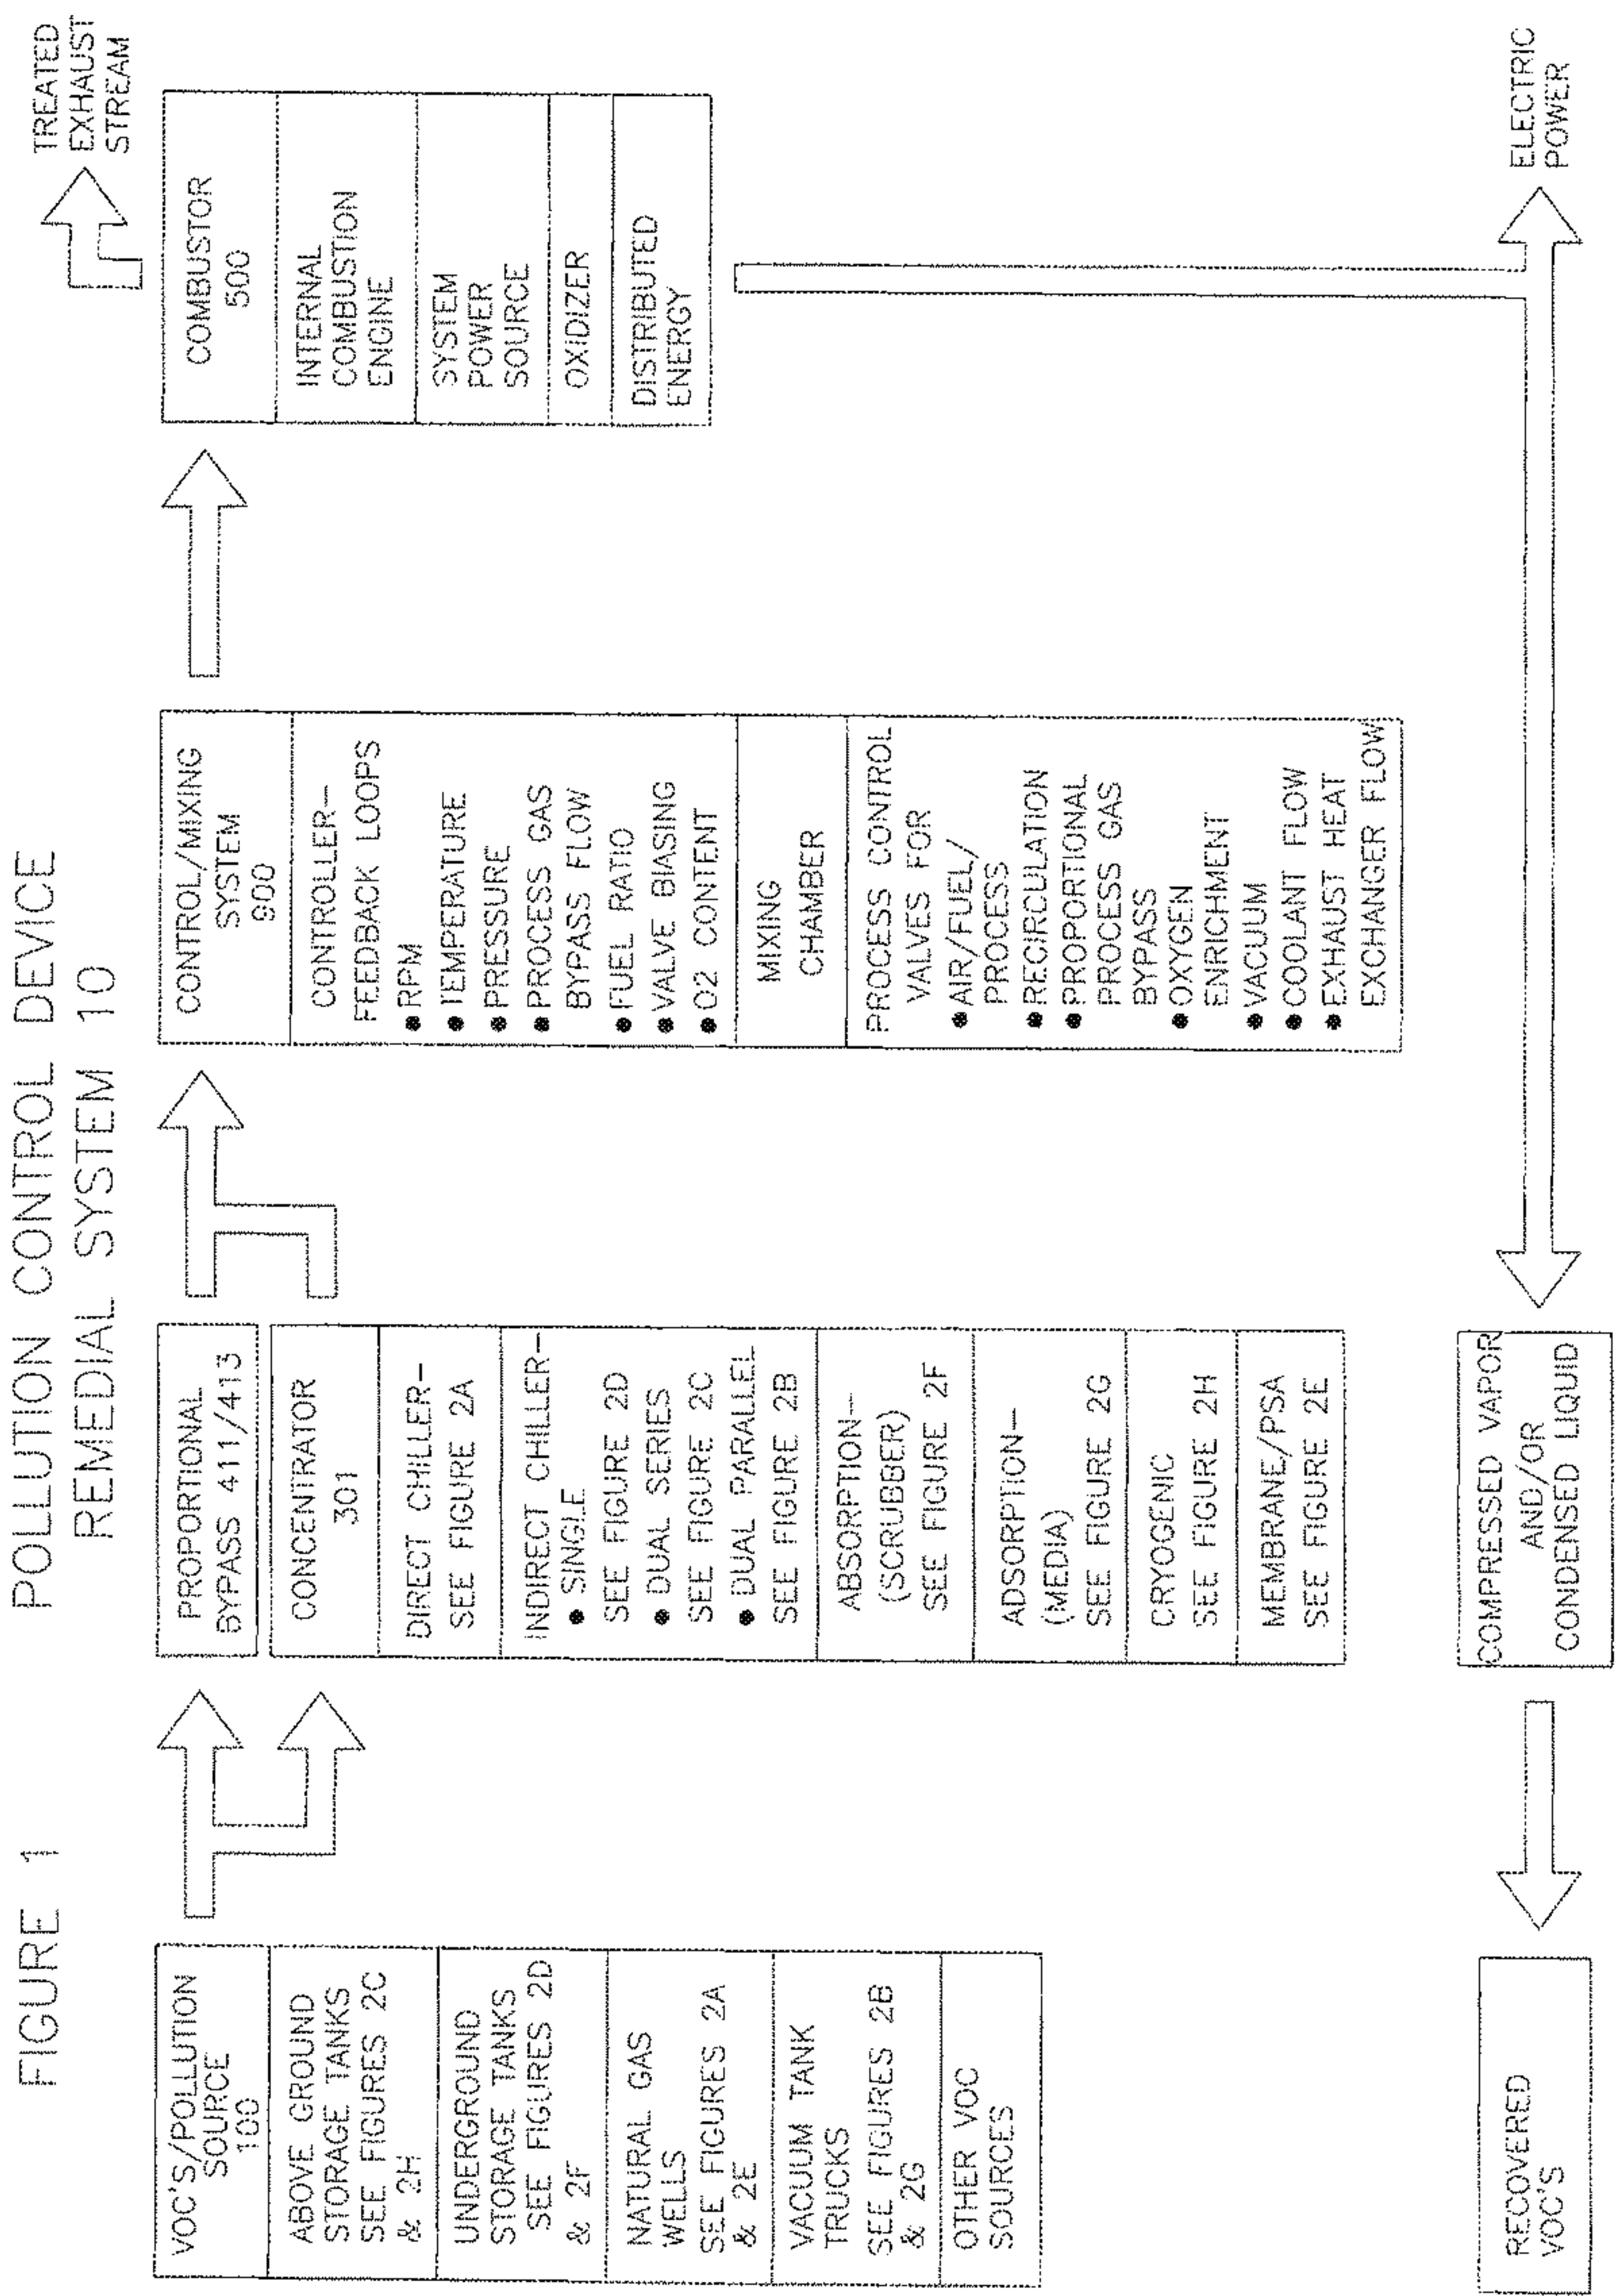 FIGURE 1
POLLUTION CONTROL DEVICE
REMEDIAL SYSTEM 10
VOC'S/POLLUTION
SOURCE
100
ABOVE GROUND
STORAGE TANKS
SEE FIGURES 2C
& 2H
UNDERGROUND
STORAGE TANKS
SEE FIGURES 2D
& 2F
NATURAL GAS
WELLS
SEE FIGURES 2A
& 2E
VACUUM TANK
TRUCKS
SEE FIGURES 2B
& 2G
OTHER VOC
SOURCES
PROPORTIONAL
BYPASS 411/413
CONCENTRATOR
301
DIRECT CHILLER–
SEE FIGURE 2A
INDIRECT CHILLER–
● SINGLE
SEE FIGURE 2D
● DUAL SERIES
SEE FIGURE 2C
● DUAL PARALLEL
SEE FIGURE 2B
ABSORPTION–
(SCRUBBER)
SEE FIGURE 2F
ADSORPTION–
(MEDIA)
SEE FIGURE 2G
CRYOGENIC
SEE FIGURE 2H
MEMBRANE/PSA
SEE FIGURE 2E
CONTROL/MIXING
SYSTEM
800
CONTROLLER–
FEEDBACK LOOPS
● RPM
● TEMPERATURE
● PRESSURE
● PROCESS GAS
BYPASS FLOW
● FUEL RATIO
● VALVE BIASING
● O2 CONTENT
MIXING
CHAMBER
PROCESS CONTROL
VALVES FOR
● AIR/FUEL/
PROCESS
● RECIRCULATION
● PROPORTIONAL
PROCESS GAS
BYPASS
● OXYGEN
ENRICHMENT
● VACUUM
● COOLANT FLOW
● EXHAUST HEAT
EXCHANGER FLOW
COMBUSTOR
500
INTERNAL
COMBUSTION
ENGINE
SYSTEM
POWER
SOURCE
OXIDIZER
DISTRIBUTED
ENERGY
TREATED
EXHAUST
STREAM
ELECTRIC
POWER
COMPRESSED VAPOR
AND/OR
CONDENSED LIQUID
RECOVERED
VOC'S